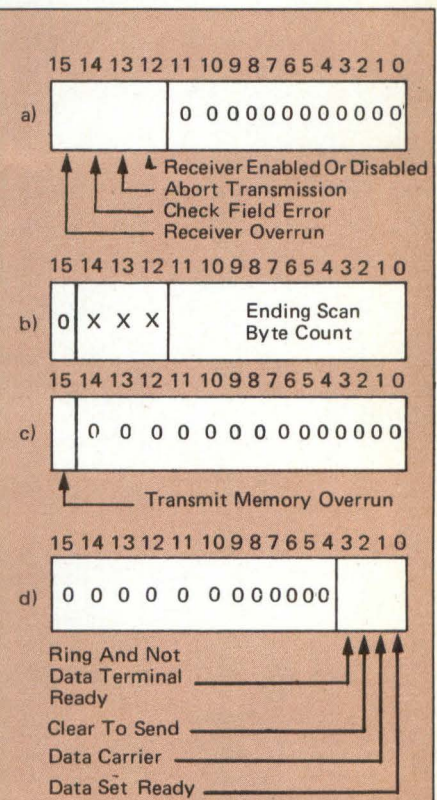 15 14 13 12 11 10 9 8 7 6 5 4 3 2 1 0
a) 0 0 0 0 0 0 0 0 0 0 0 0
Receiver Enabled Or Disabled
Abort Transmission
Check Field Error
Receiver Overrun
15 14 13 12 11 10 9 8 7 6 5 4 3 2 1 0
b) 0 X X X Ending Scan
Byte Count
15 14 13 12 11 10 9 8 7 6 5 4 3 2 1 0
c) 0 0 0 0 0 0 0 0 0 0 0 0 0 0 0
Transmit Memory Overrun
15 14 13 12 11 10 9 8 7 6 5 4 3 2 1 0
d) 0 0 0 0 0 0 0 0 0 0 0 0
Ring And Not
Data Terminal
Ready
Clear To Send
Data Carrier
Data Set Ready